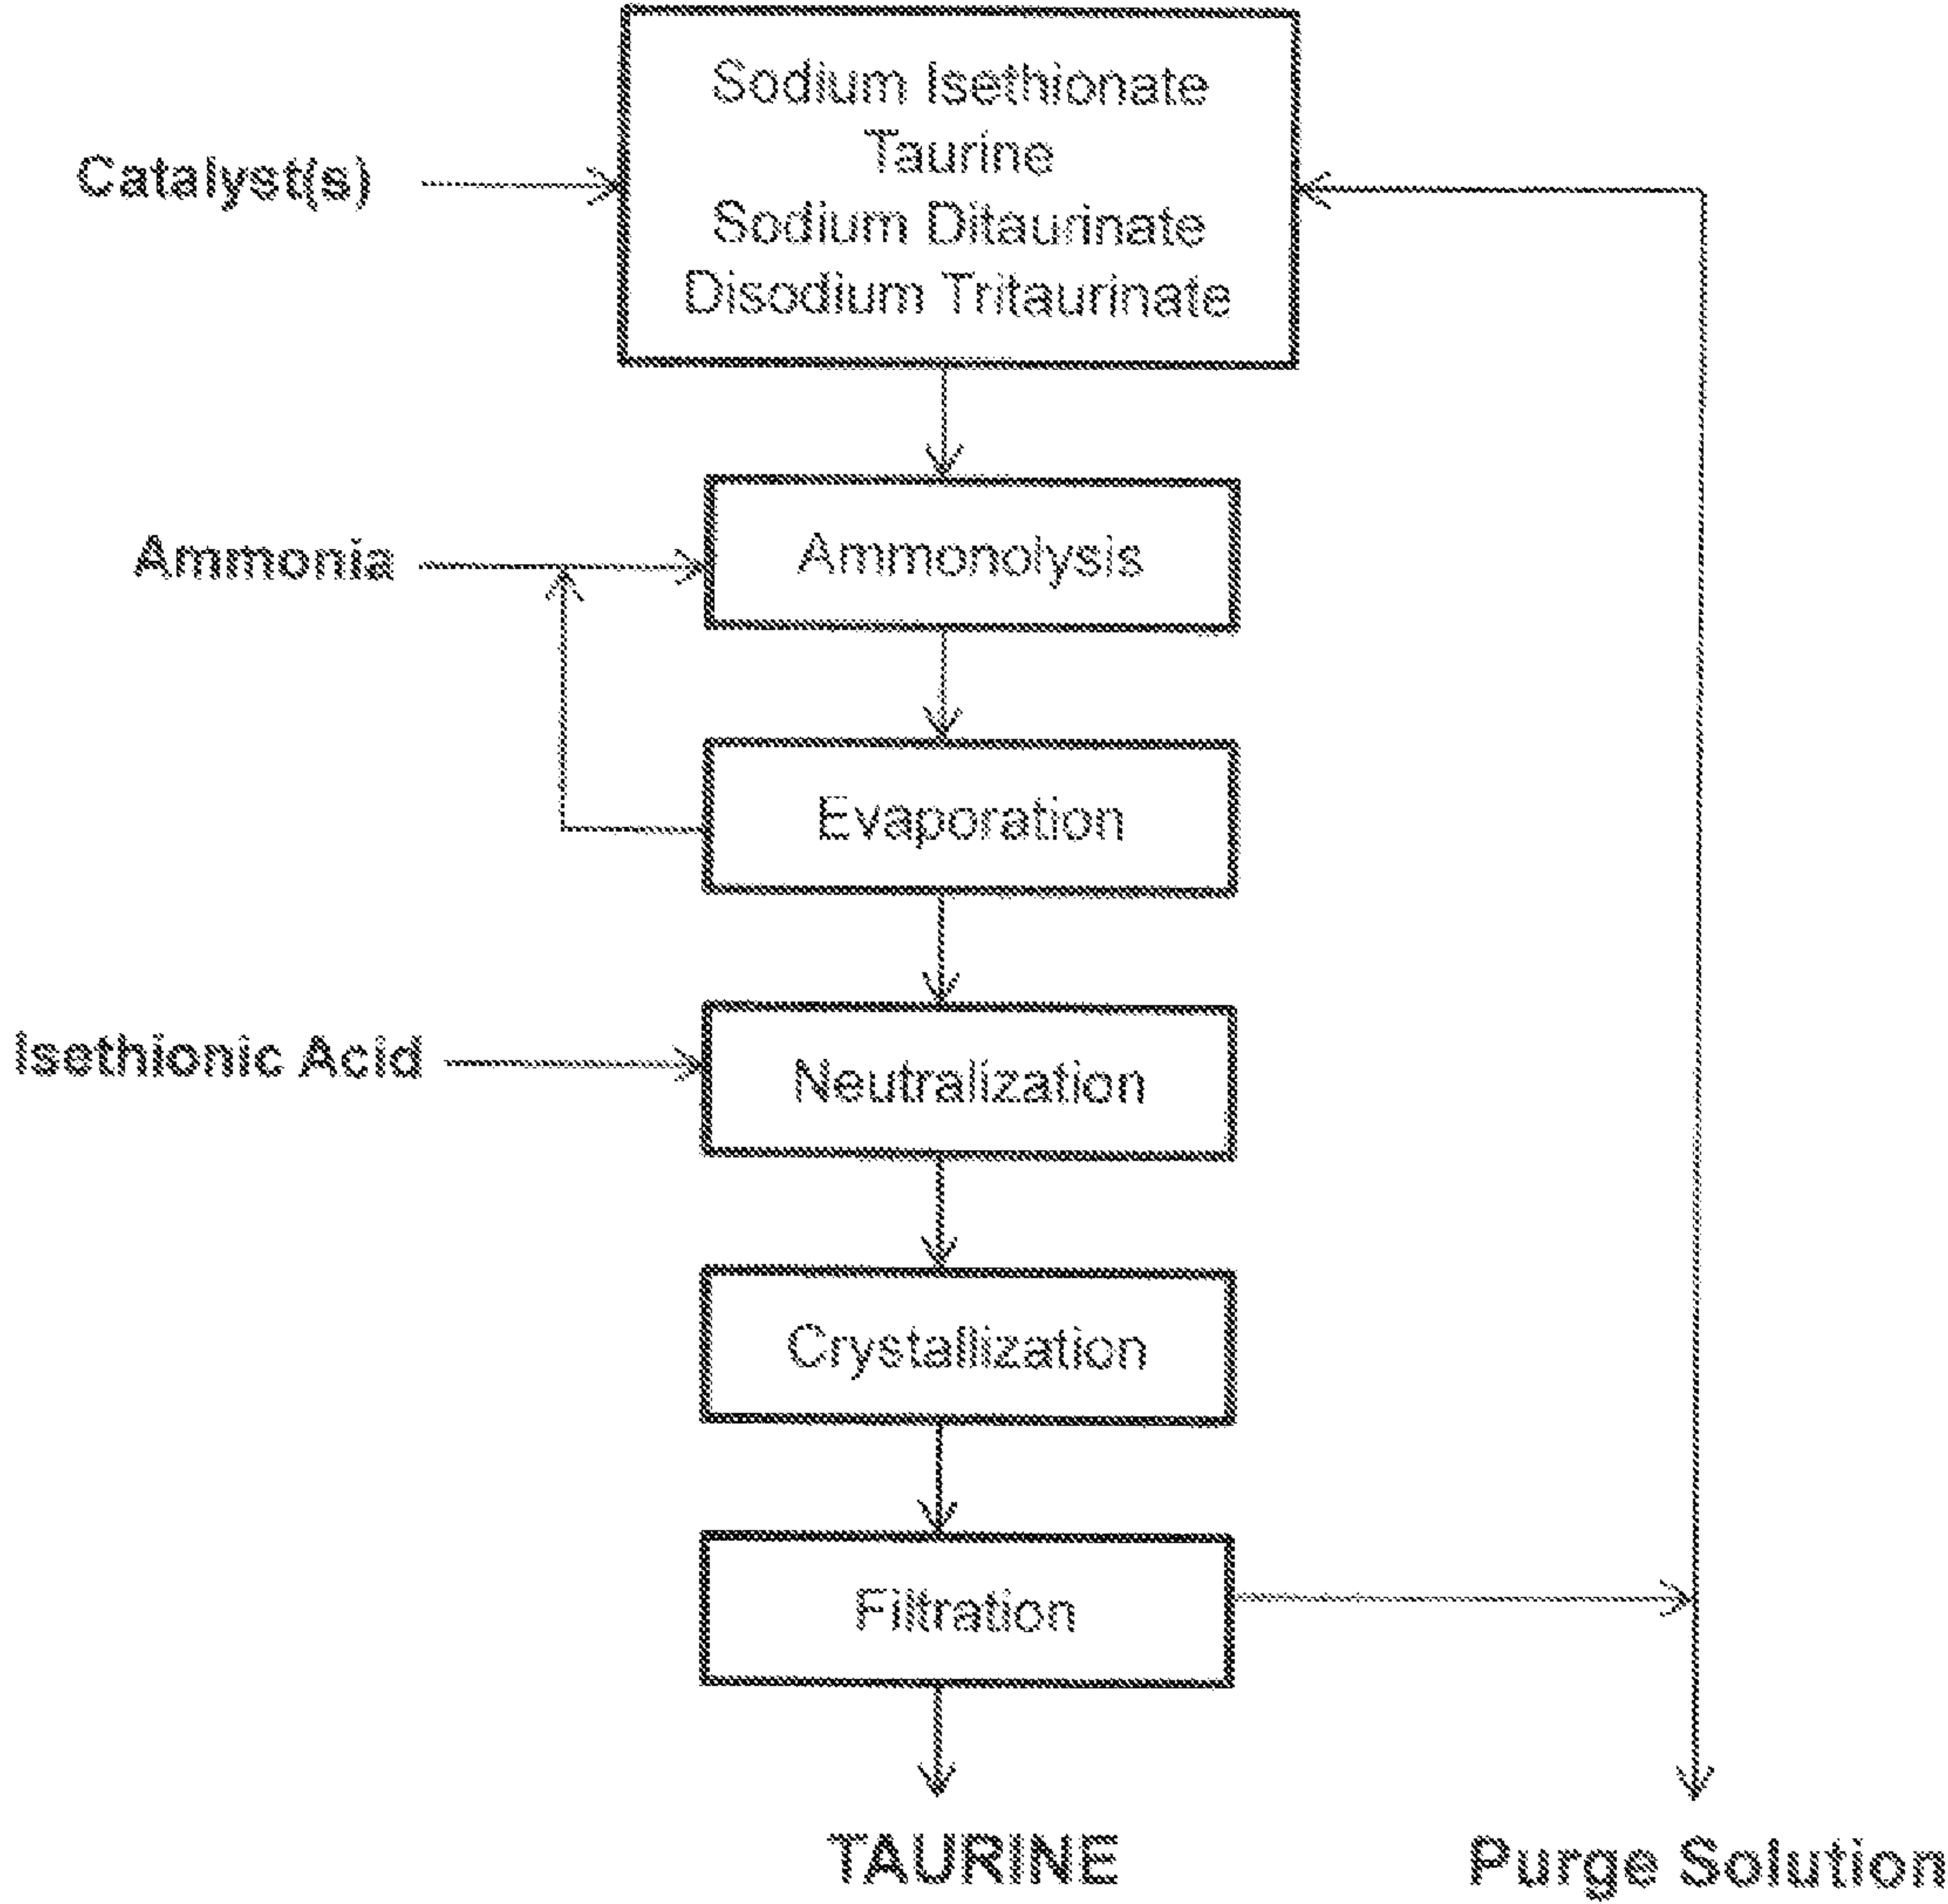 Sodium Isethionate
Taurine
Sodium Ditaurinate
Disodium Tritaurinate
Catalyst(s)
Ammonia
Ammonolysis
Evaporation
Isethionic Acid
Neutralization
Crystallization
Filtration
TAURINE
Purge Solution